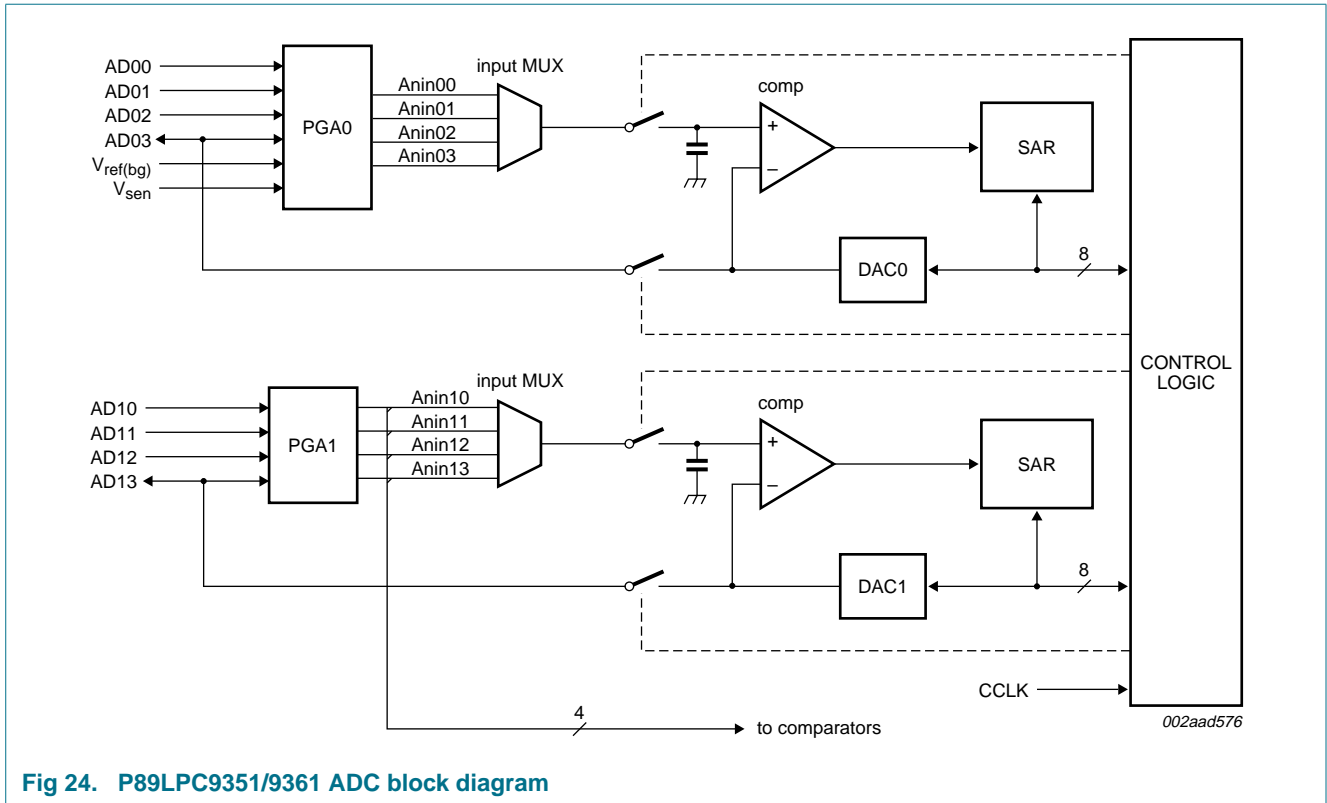 AD00
AD01
AD02
AD03
Vref(bg)
Vsen
PGA0
Anin00
Anin01
Anin02
Anin03
input MUX
comp
+
–
SAR
DAC0
8
CONTROL
LOGIC
AD10
AD11
AD12
AD13
PGA1
Anin10
Anin11
Anin12
Anin13
input MUX
comp
+
–
SAR
DAC1
8
CCLK
4
to comparators
002aad576
Fig 24. P89LPC9351/9361 ADC block diagram